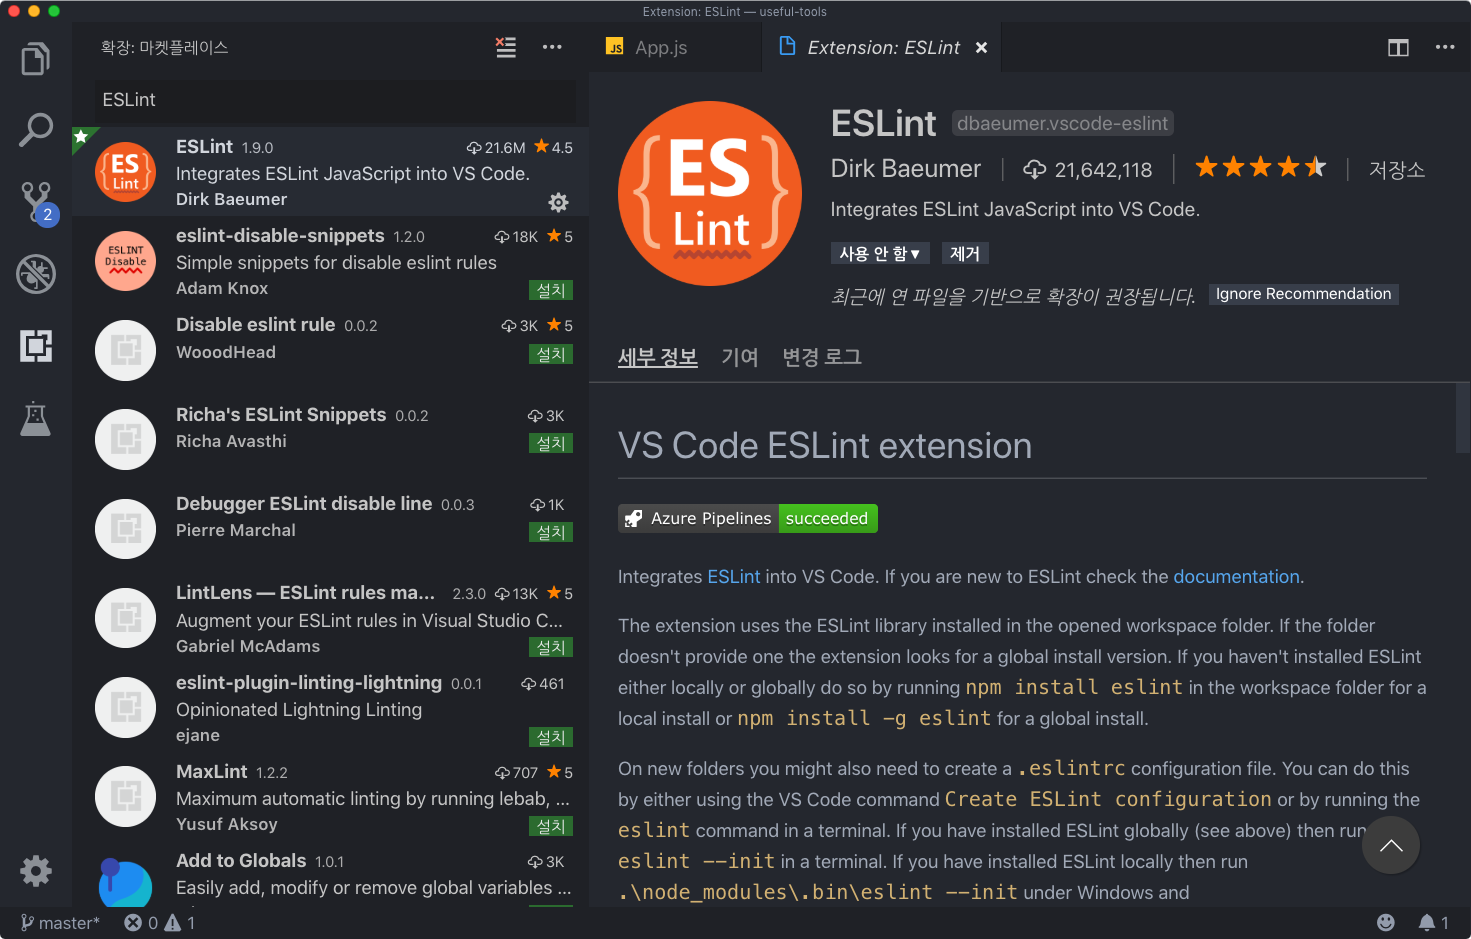 Extension: ESLint — useful-tools
확장: 마켓플레이스
ESLint
ESLint 1.9.0 21.6M 4.5
Integrates ESLint JavaScript into VS Code.
Dirk Baeumer
ES
Lint
eslint-disable-snippets 1.2.0 18K 5
Simple snippets for disable eslint rules
Adam Knox 설치
ESLINT
Disable
Disable eslint rule 0.0.2 3K 5
WooodHead 설치
Richa's ESLint Snippets 0.0.2 3K
Richa Avasthi 설치
Debugger ESLint disable line 0.0.3 1K
Pierre Marchal 설치
LintLens — ESLint rules ma... 2.3.0 13K 5
Augment your ESLint rules in Visual Studio C...
Gabriel McAdams 설치
eslint-plugin-linting-lightning 0.0.1 461
Opinionated Lightning Linting
ejane 설치
MaxLint 1.2.2 707 5
Maximum automatic linting by running lebab, ...
Yusuf Aksoy 설치
Add to Globals 1.0.1 3K
Easily add, modify or remove global variables ...
2
JS App.js
Extension: ESLint ×
{ES
Lint}
ESLint dbaeumer.vscode-eslint
Dirk Baeumer 21,642,118 저장소
Integrates ESLint JavaScript into VS Code.
사용 안 함▼ 제거
최근에 연 파일을 기반으로 확장이 권장됩니다. Ignore Recommendation
세부 정보 기여 변경 로그
VS Code ESLint extension
Azure Pipelines succeeded
Integrates ESLint into VS Code. If you are new to ESLint check the documentation.
The extension uses the ESLint library installed in the opened workspace folder. If the folder
doesn't provide one the extension looks for a global install version. If you haven't installed ESLint
either locally or globally do so by running npm install eslint in the workspace folder for a
local install or npm install -g eslint for a global install.
On new folders you might also need to create a .eslintrc configuration file. You can do this
by either using the VS Code command Create ESLint configuration or by running the
eslint command in a terminal. If you have installed ESLint globally (see above) then run
eslint --init in a terminal. If you have installed ESLint locally then run
.\node_modules\.bin\eslint --init under Windows and
master* 0 1
1